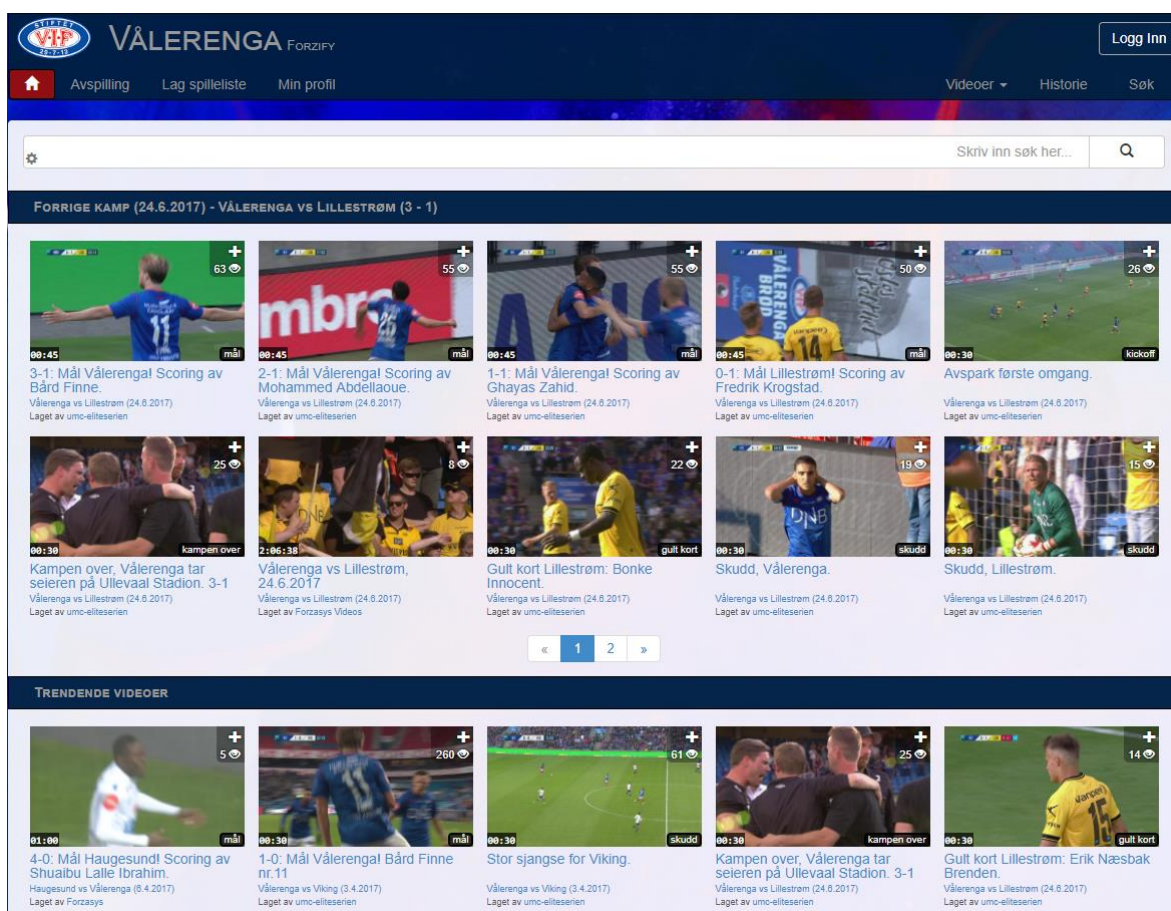 STIFTET
VIF
29-7-13
VÅLERENGA FORZIFY
Logg Inn
Avspilling Lag spilleliste Min profil Videoer Historie Søk
Skriv inn søk her...
FORRIGE KAMP (24.6.2017) - VÅLERENGA VS LILLESTRØM (3 - 1)
63 55 55 50 26
11 mbro 26 VÅLERENGA BRØD 14
00:45 mål 00:45 mål 00:45 mål 00:45 mål 00:30 kickoff
3-1: Mål Vålerenga! Scoring av 2-1: Mål Vålerenga! Scoring av 1-1: Mål Vålerenga! Scoring av 0-1: Mål Lillestrøm! Scoring av Avspark første omgang.
Bård Finne. Mohammed Abdellaoue. Ghayas Zahid. Fredrik Krogstad.
Vålerenga vs Lillestrøm (24.6.2017) Vålerenga vs Lillestrøm (24.6.2017) Vålerenga vs Lillestrøm (24.6.2017) Vålerenga vs Lillestrøm (24.6.2017) Vålerenga vs Lillestrøm (24.6.2017)
Laget av umc-eliteserien Laget av umc-eliteserien Laget av umc-eliteserien Laget av umc-eliteserien Laget av umc-eliteserien
25 8 22 19 15
DNB
00:30 kampen over 2:06:38 00:30 gult kort 00:30 skudd 00:30 skudd
Kampen over, Vålerenga tar Vålerenga vs Lillestrøm, Gult kort Lillestrøm: Bonke Skudd, Vålerenga. Skudd, Lillestrøm.
seieren på Ullevaal Stadion. 3-1 24.6.2017 Innocent.
Vålerenga vs Lillestrøm (24.6.2017) Vålerenga vs Lillestrøm (24.6.2017) Vålerenga vs Lillestrøm (24.6.2017) Vålerenga vs Lillestrøm (24.6.2017) Vålerenga vs Lillestrøm (24.6.2017)
Laget av umc-eliteserien Laget av Forzasys Videos Laget av umc-eliteserien Laget av umc-eliteserien Laget av umc-eliteserien
« 1 2 »
TRENDENDE VIDEOER
5 260 61 25 14
11 15
01:00 mål 00:30 mål 00:30 skudd 00:30 kampen over 00:30 gult kort
4-0: Mål Haugesund! Scoring av 1-0: Mål Vålerenga! Bård Finne Stor sjangse for Viking. Kampen over, Vålerenga tar Gult kort Lillestrøm: Erik Næsbak
Shuaibu Lalle Ibrahim. nr.11 seieren på Ullevaal Stadion. 3-1 Brenden.
Haugesund vs Vålerenga (6.4.2017) Vålerenga vs Viking (3.4.2017) Vålerenga vs Viking (3.4.2017) Vålerenga vs Lillestrøm (24.6.2017) Vålerenga vs Lillestrøm (24.6.2017)
Laget av Forzasys Laget av umc-eliteserien Laget av umc-eliteserien Laget av umc-eliteserien Laget av umc-eliteserien